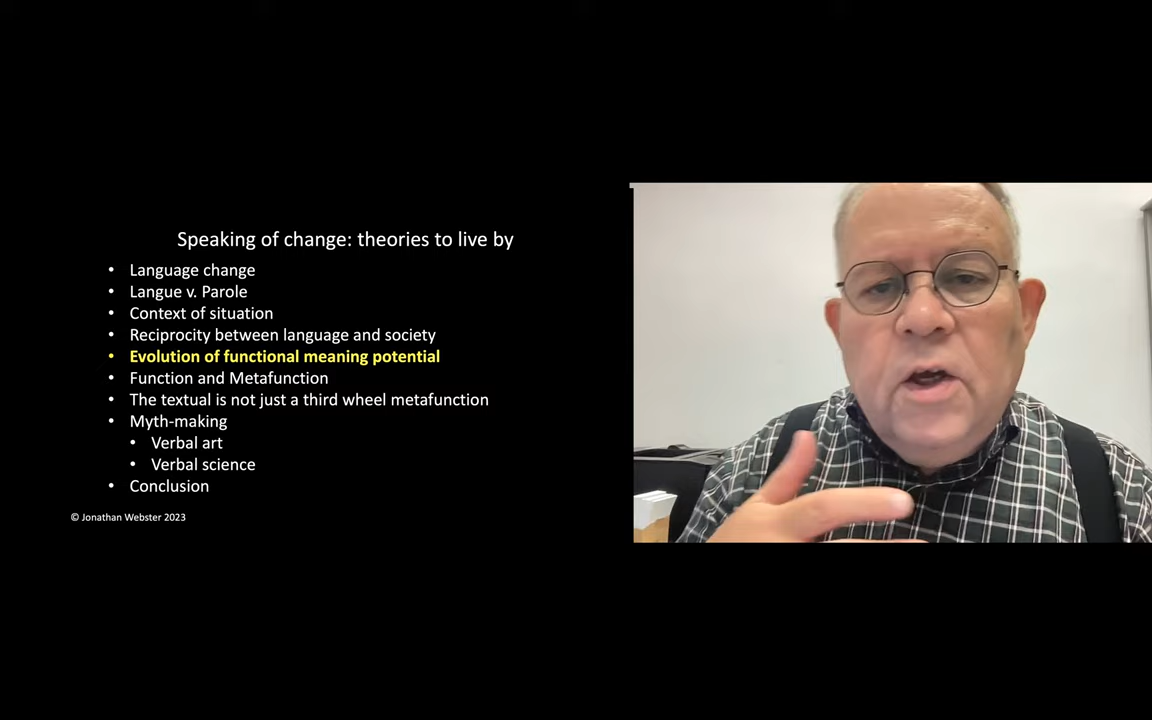 Speaking of change: theories to live by
• Language change
• Langue v. Parole
• Context of situation
• Reciprocity between language and society
• Evolution of functional meaning potential
• Function and Metafunction
• The textual is not just a third wheel metafunction
• Myth-making
• Verbal art
• Verbal science
• Conclusion
© Jonathan Webster 2023